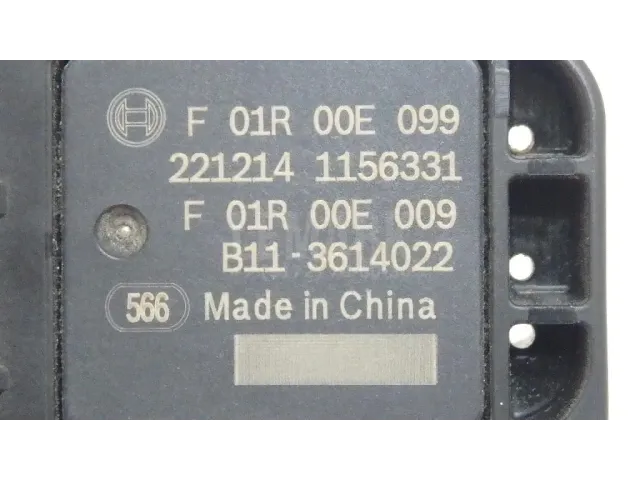 F 01R 00E 099
221214 1156331
F 01R 00E 009
B11-3614022
566 Made in China